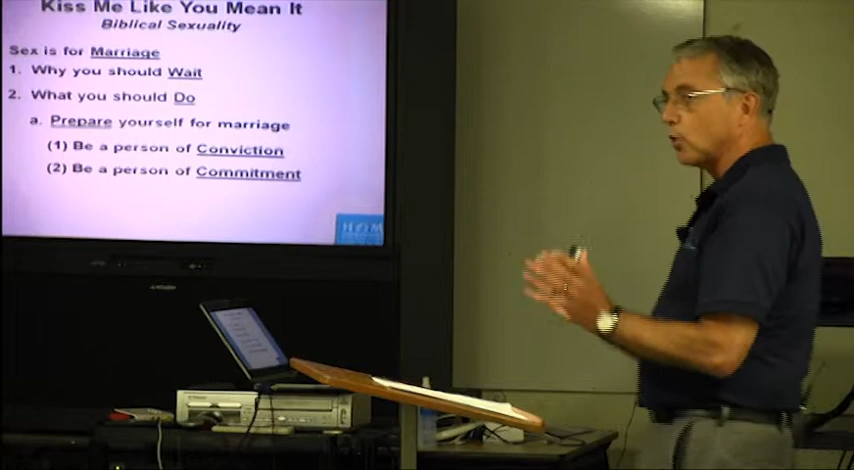 Kiss Me Like You Mean It
Biblical Sexuality
Sex is for Marriage
1. Why you should Wait
2. What you should Do
a. Prepare yourself for marriage
(1) Be a person of Conviction
(2) Be a person of Commitment